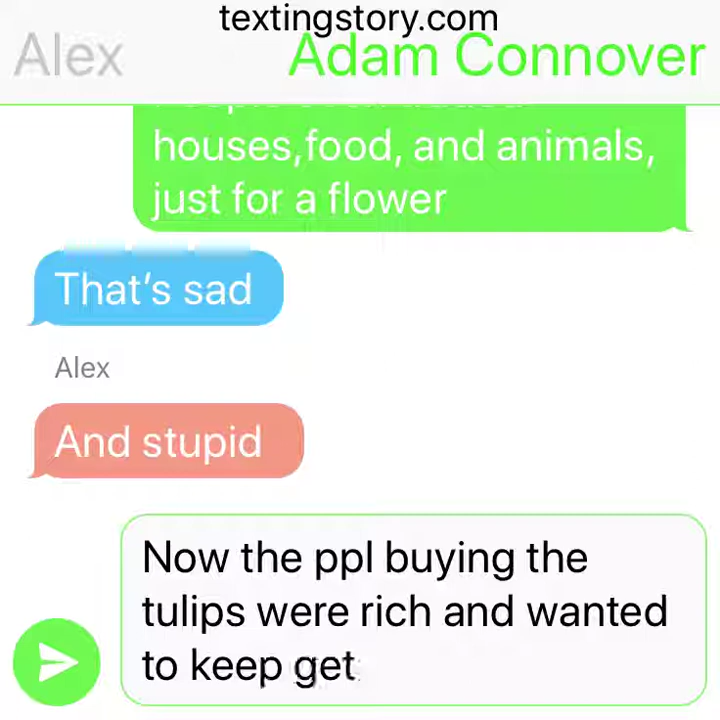 textingstory.com
Alex Adam Connover
houses,food, and animals,
just for a flower
That's sad
Alex
And stupid
Now the ppl buying the
tulips were rich and wanted
to keep get